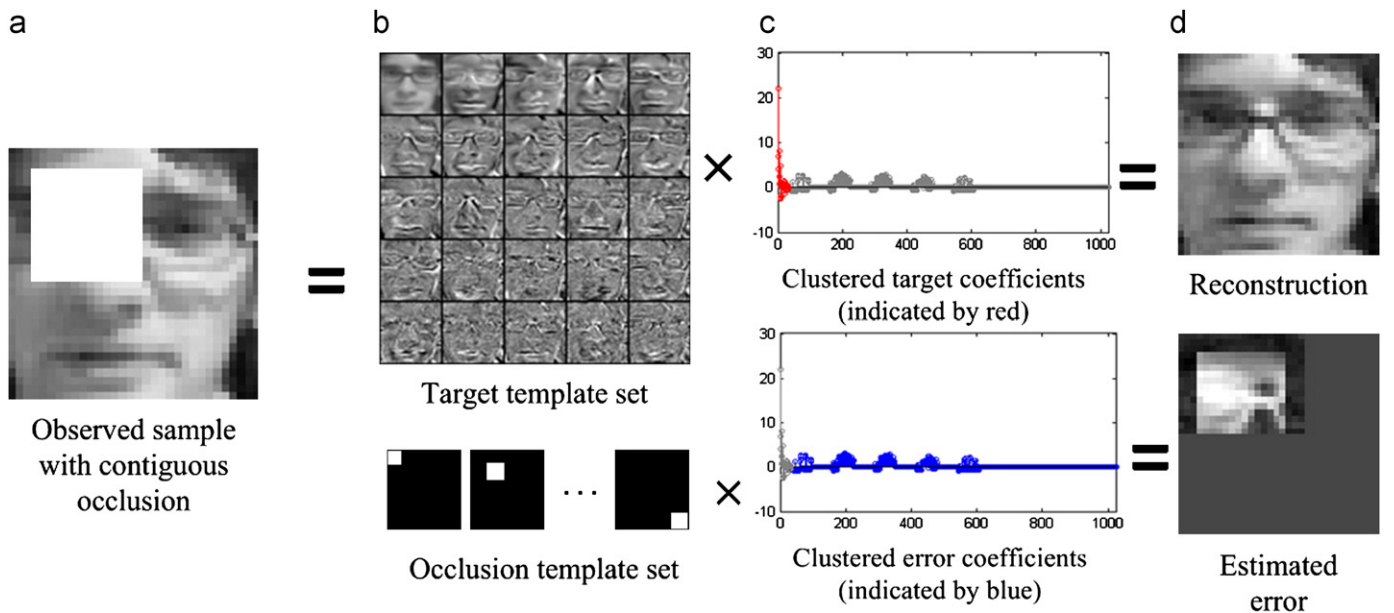 a
b
c
d
30
20
10
0
-10
0
200
400
600
800
1000
×
=
=
Clustered target coefficients
(indicated by red)
Reconstruction
Target template set
Observed sample
with contiguous
occlusion
30
20
10
0
-10
0
200
400
600
800
1000
. . .
×
=
Occlusion template set
Clustered error coefficients
(indicated by blue)
Estimated
error